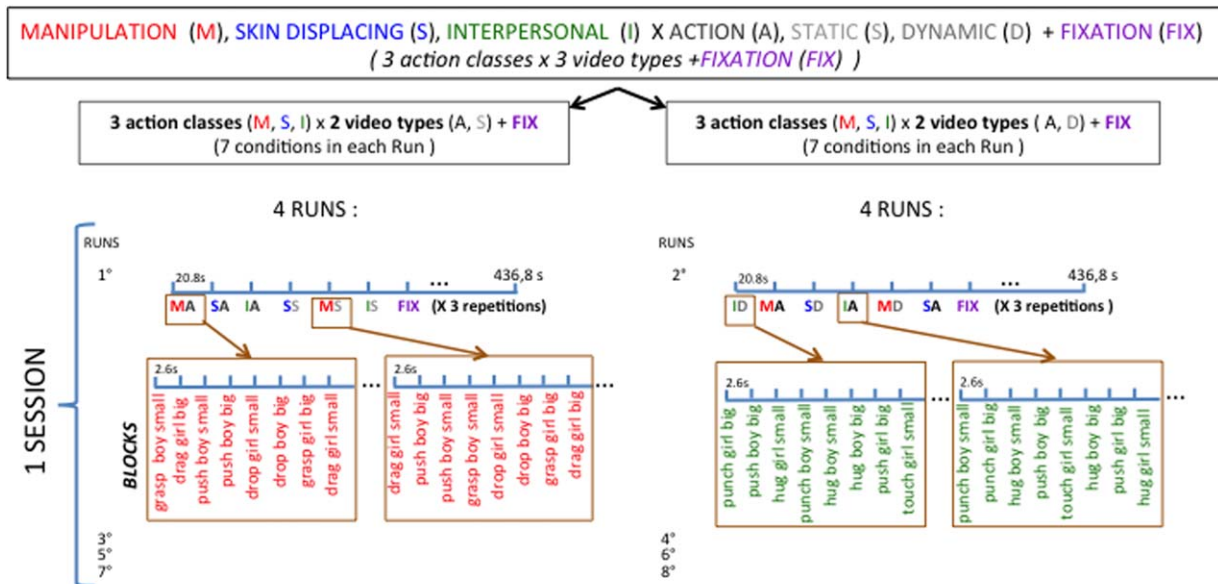 MANIPULATION (M), SKIN DISPLACING (S), INTERPERSONAL (I) X ACTION (A), STATIC (S), DYNAMIC (D) + FIXATION (FIX)
( 3 action classes x 3 video types +FIXATION (FIX) )
3 action classes (M, S, I) x 2 video types (A, S) + FIX
(7 conditions in each Run )
3 action classes (M, S, I) x 2 video types ( A, D) + FIX
(7 conditions in each Run )
4 RUNS :
4 RUNS :
1 SESSION
RUNS
1°
20.8s
...
436,8 s
MA SA IA SS MS IS FIX (X 3 repetitions)
BLOCKS
2.6s
...
grasp boy small
drag girl big
push boy small
push boy big
drop girl small
drop boy big
grasp girl big
drag girl small
2.6s
...
drag girl small
push boy big
push boy small
grasp boy small
drop girl small
drop boy big
grasp girl big
drag girl big
3°
5°
7°
RUNS
2°
20.8s
...
436,8 s
ID MA SD IA MD SA FIX (X 3 repetitions )
2.6s
...
punch girl big
push boy big
hug girl small
punch boy small
hug boy big
push girl big
touch girl small
2.6s
...
punch boy small
punch girl big
hug boy small
push boy big
touch girl small
hug boy big
push girl big
hug girl small
4°
6°
8°